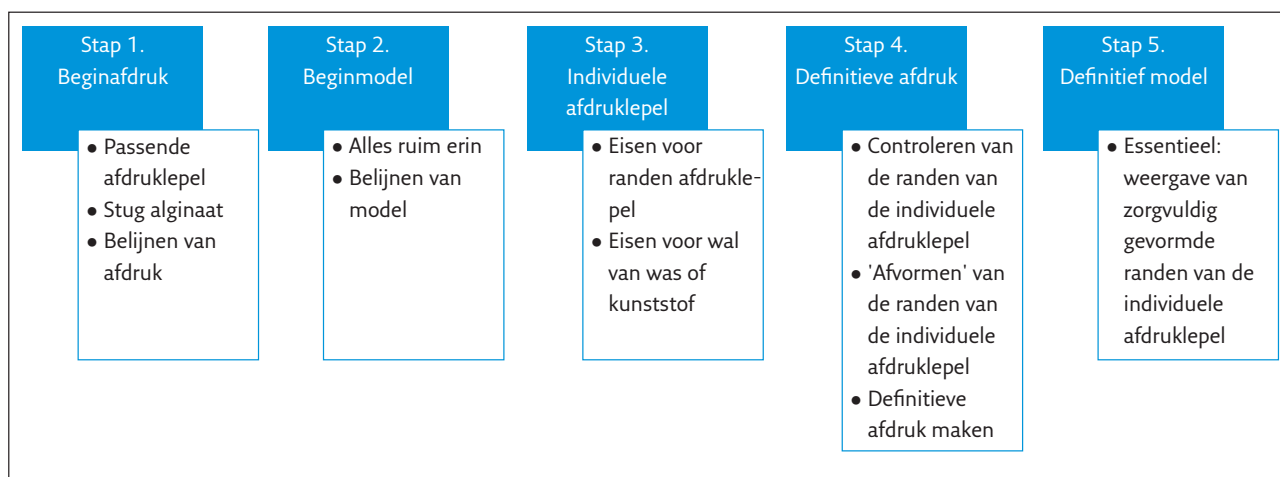 Stap 1.
Beginafdruk
• Passende
afdruklepel
• Stug alginaat
• Belijnen van
afdruk
Stap 2.
Beginmodel
• Alles ruim erin
• Belijnen van
model
Stap 3.
Individuele
afdruklepel
• Eisen voor
randen afdrukle-
pel
• Eisen voor wal
van was of
kunststof
Stap 4.
Definitieve afdruk
• Controleren van
de randen van
de individuele
afdruklepel
• 'Afvormen' van
de randen van
de individuele
afdruklepel
• Definitieve
afdruk maken
Stap 5.
Definitief model
• Essentieel:
weergave van
zorgvuldig
gevormde
randen van de
individuele
afdruklepel